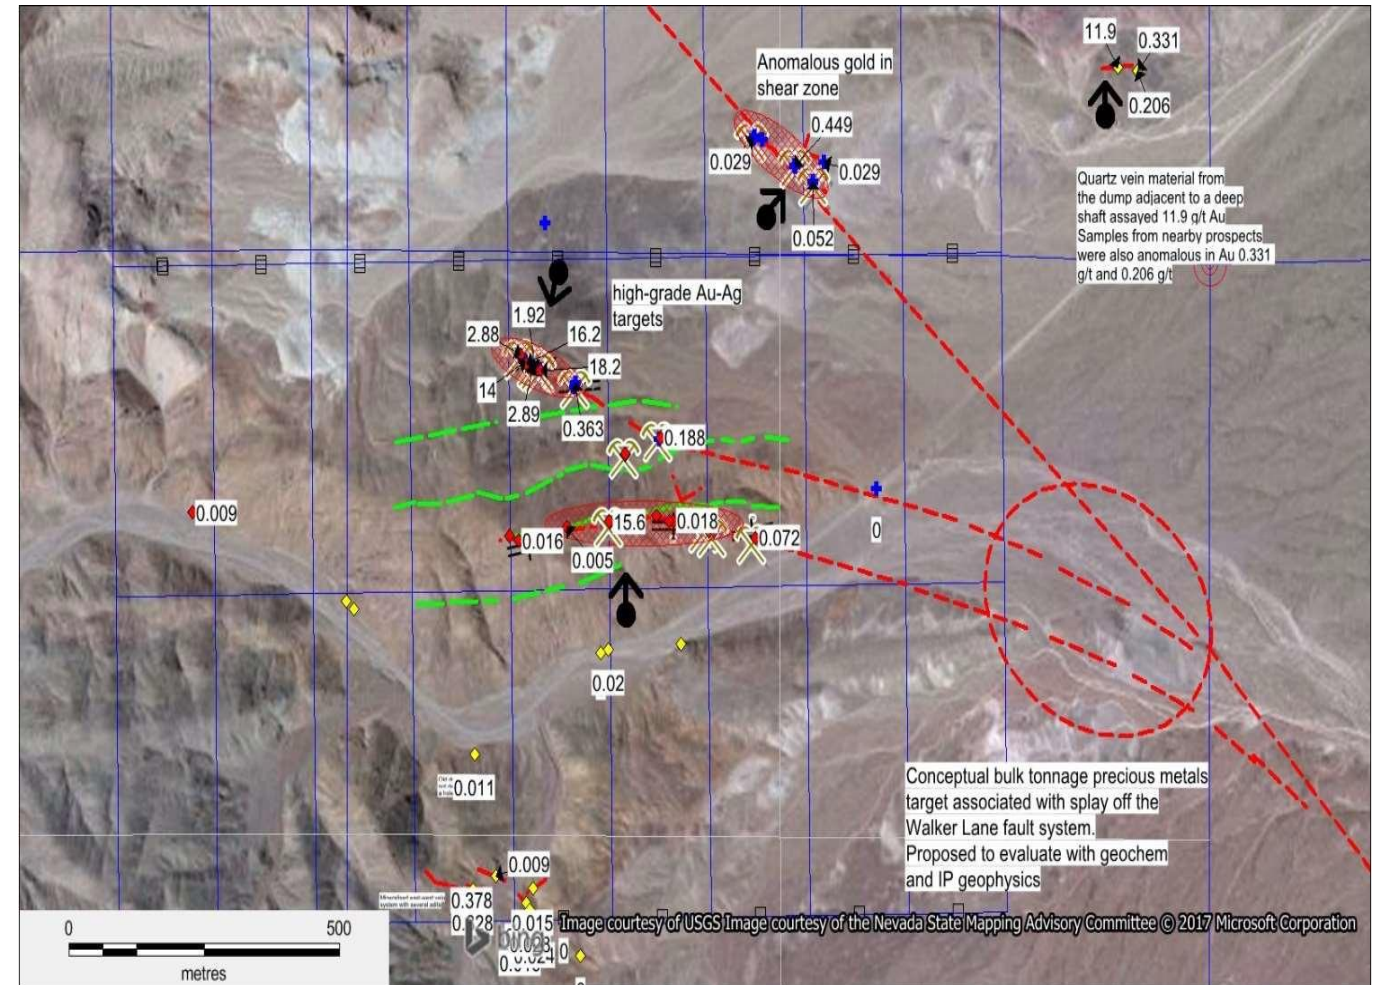 11.9
0.331
0.206
Anomalous gold in
shear zone
0.449
0.029
0.029
0.052
Quartz vein material from
the dump adjacent to a deep
shaft assayed 11.9 g/t Au
Samples from nearby prospects
were also anomalous in Au 0.331
g/t and 0.206 g/t
high-grade Au-Ag
targets
1.92
2.88
16.2
18.2
14
2.89
0.363
0.188
0.009
15.6
0.018
0.016
0.005
0.072
0
0.02
0.011
Conceptual bulk tonnage precious metals
target associated with splay off the
Walker Lane fault system.
Proposed to evaluate with geochem
and IP geophysics
0.009
0.378
0.015
0
bing
Image courtesy of USGS Image courtesy of the Nevada State Mapping Advisory Committee © 2017 Microsoft Corporation
0
500
metres